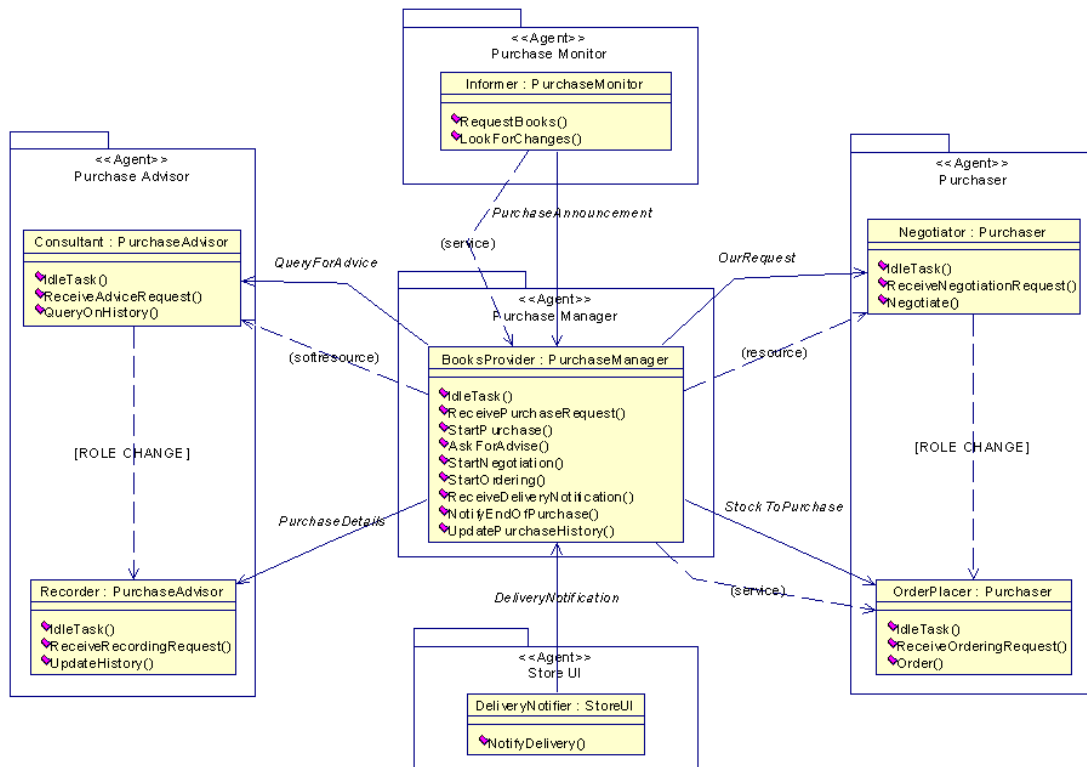 <<Agent>>
Purchase Monitor
Informer : PurchaseMonitor
RequestBooks()
LookForChanges()
<<Agent>>
Purchase Advisor
Consultant : PurchaseAdvisor
IdleTask()
ReceiveAdviceRequest()
QueryOnHistory()
<<Agent>>
Purchaser
Negotiator : Purchaser
IdleTask()
ReceiveNegotiationRequest()
Negotiate()
PurchaseAnnouncement
(service)
QueryForAdvice
OurRequest
(softresource)
(resource)
<<Agent>>
Purchase Manager
BooksProvider : PurchaseManager
IdleTask()
ReceivePurchaseRequest()
StartPurchase()
AskForAdvise()
StartNegotiation()
StartOrdering()
ReceiveDeliveryNotification()
NotifyEndOfPurchase()
UpdatePurchaseHistory()
[ROLE CHANGE]
[ROLE CHANGE]
PurchaseDetails
StockToPurchase
DeliveryNotification
(service)
Recorder : PurchaseAdvisor
IdleTask()
ReceiveRecordingRequest()
UpdateHistory()
OrderPlacer : Purchaser
IdleTask()
ReceiveOrderingRequest()
Order()
<<Agent>>
Store UI
DeliveryNotifier : StoreUI
NotifyDelivery()